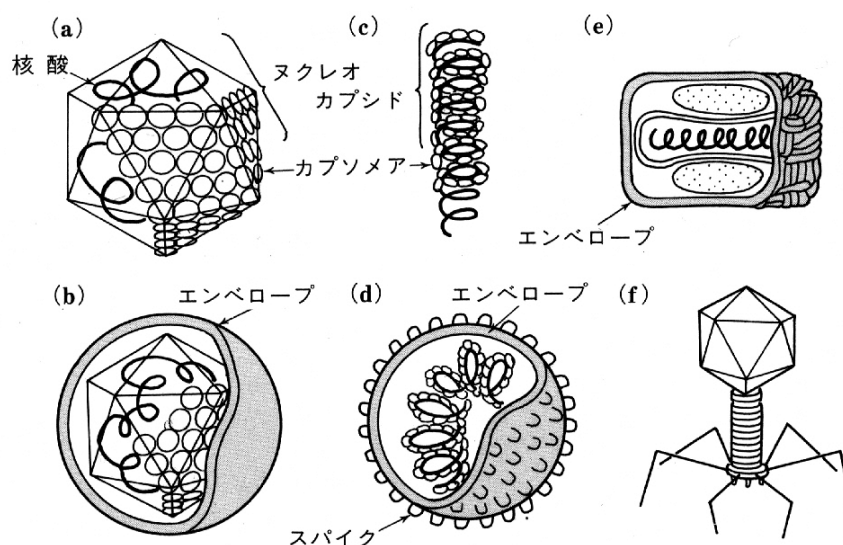 (a)
核酸
ヌクレオ
カプシド
カプソメア
(c)
(e)
エンベロープ
(b)
エンベロープ
(d)
エンベロープ
スパイク
(f)